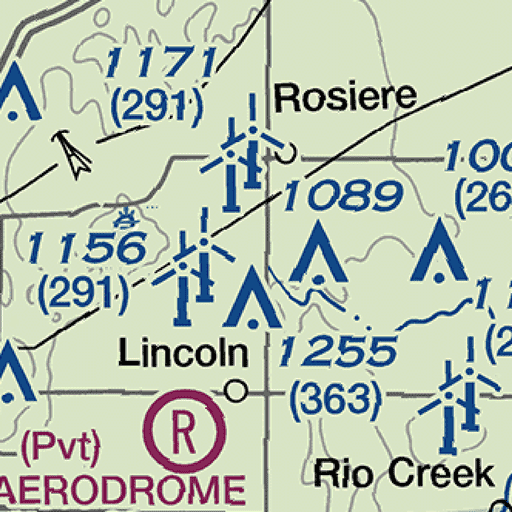 1171
(291)
Rosiere
1089
1156
(291)
Lincoln
1255
(363)
R
(Pvt)
AERODROME
Rio Creek